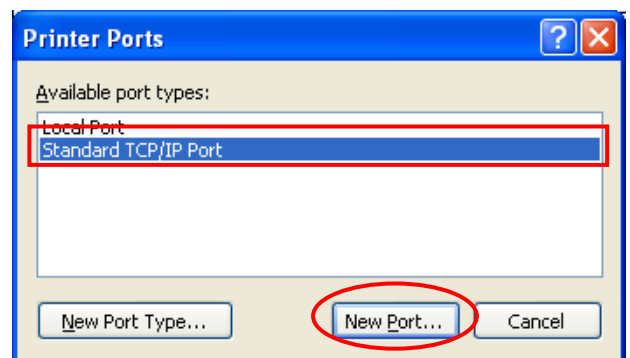 Printer Ports
Available port types:
Local Port
Standard TCP/IP Port
New Port Type... New Port... Cancel